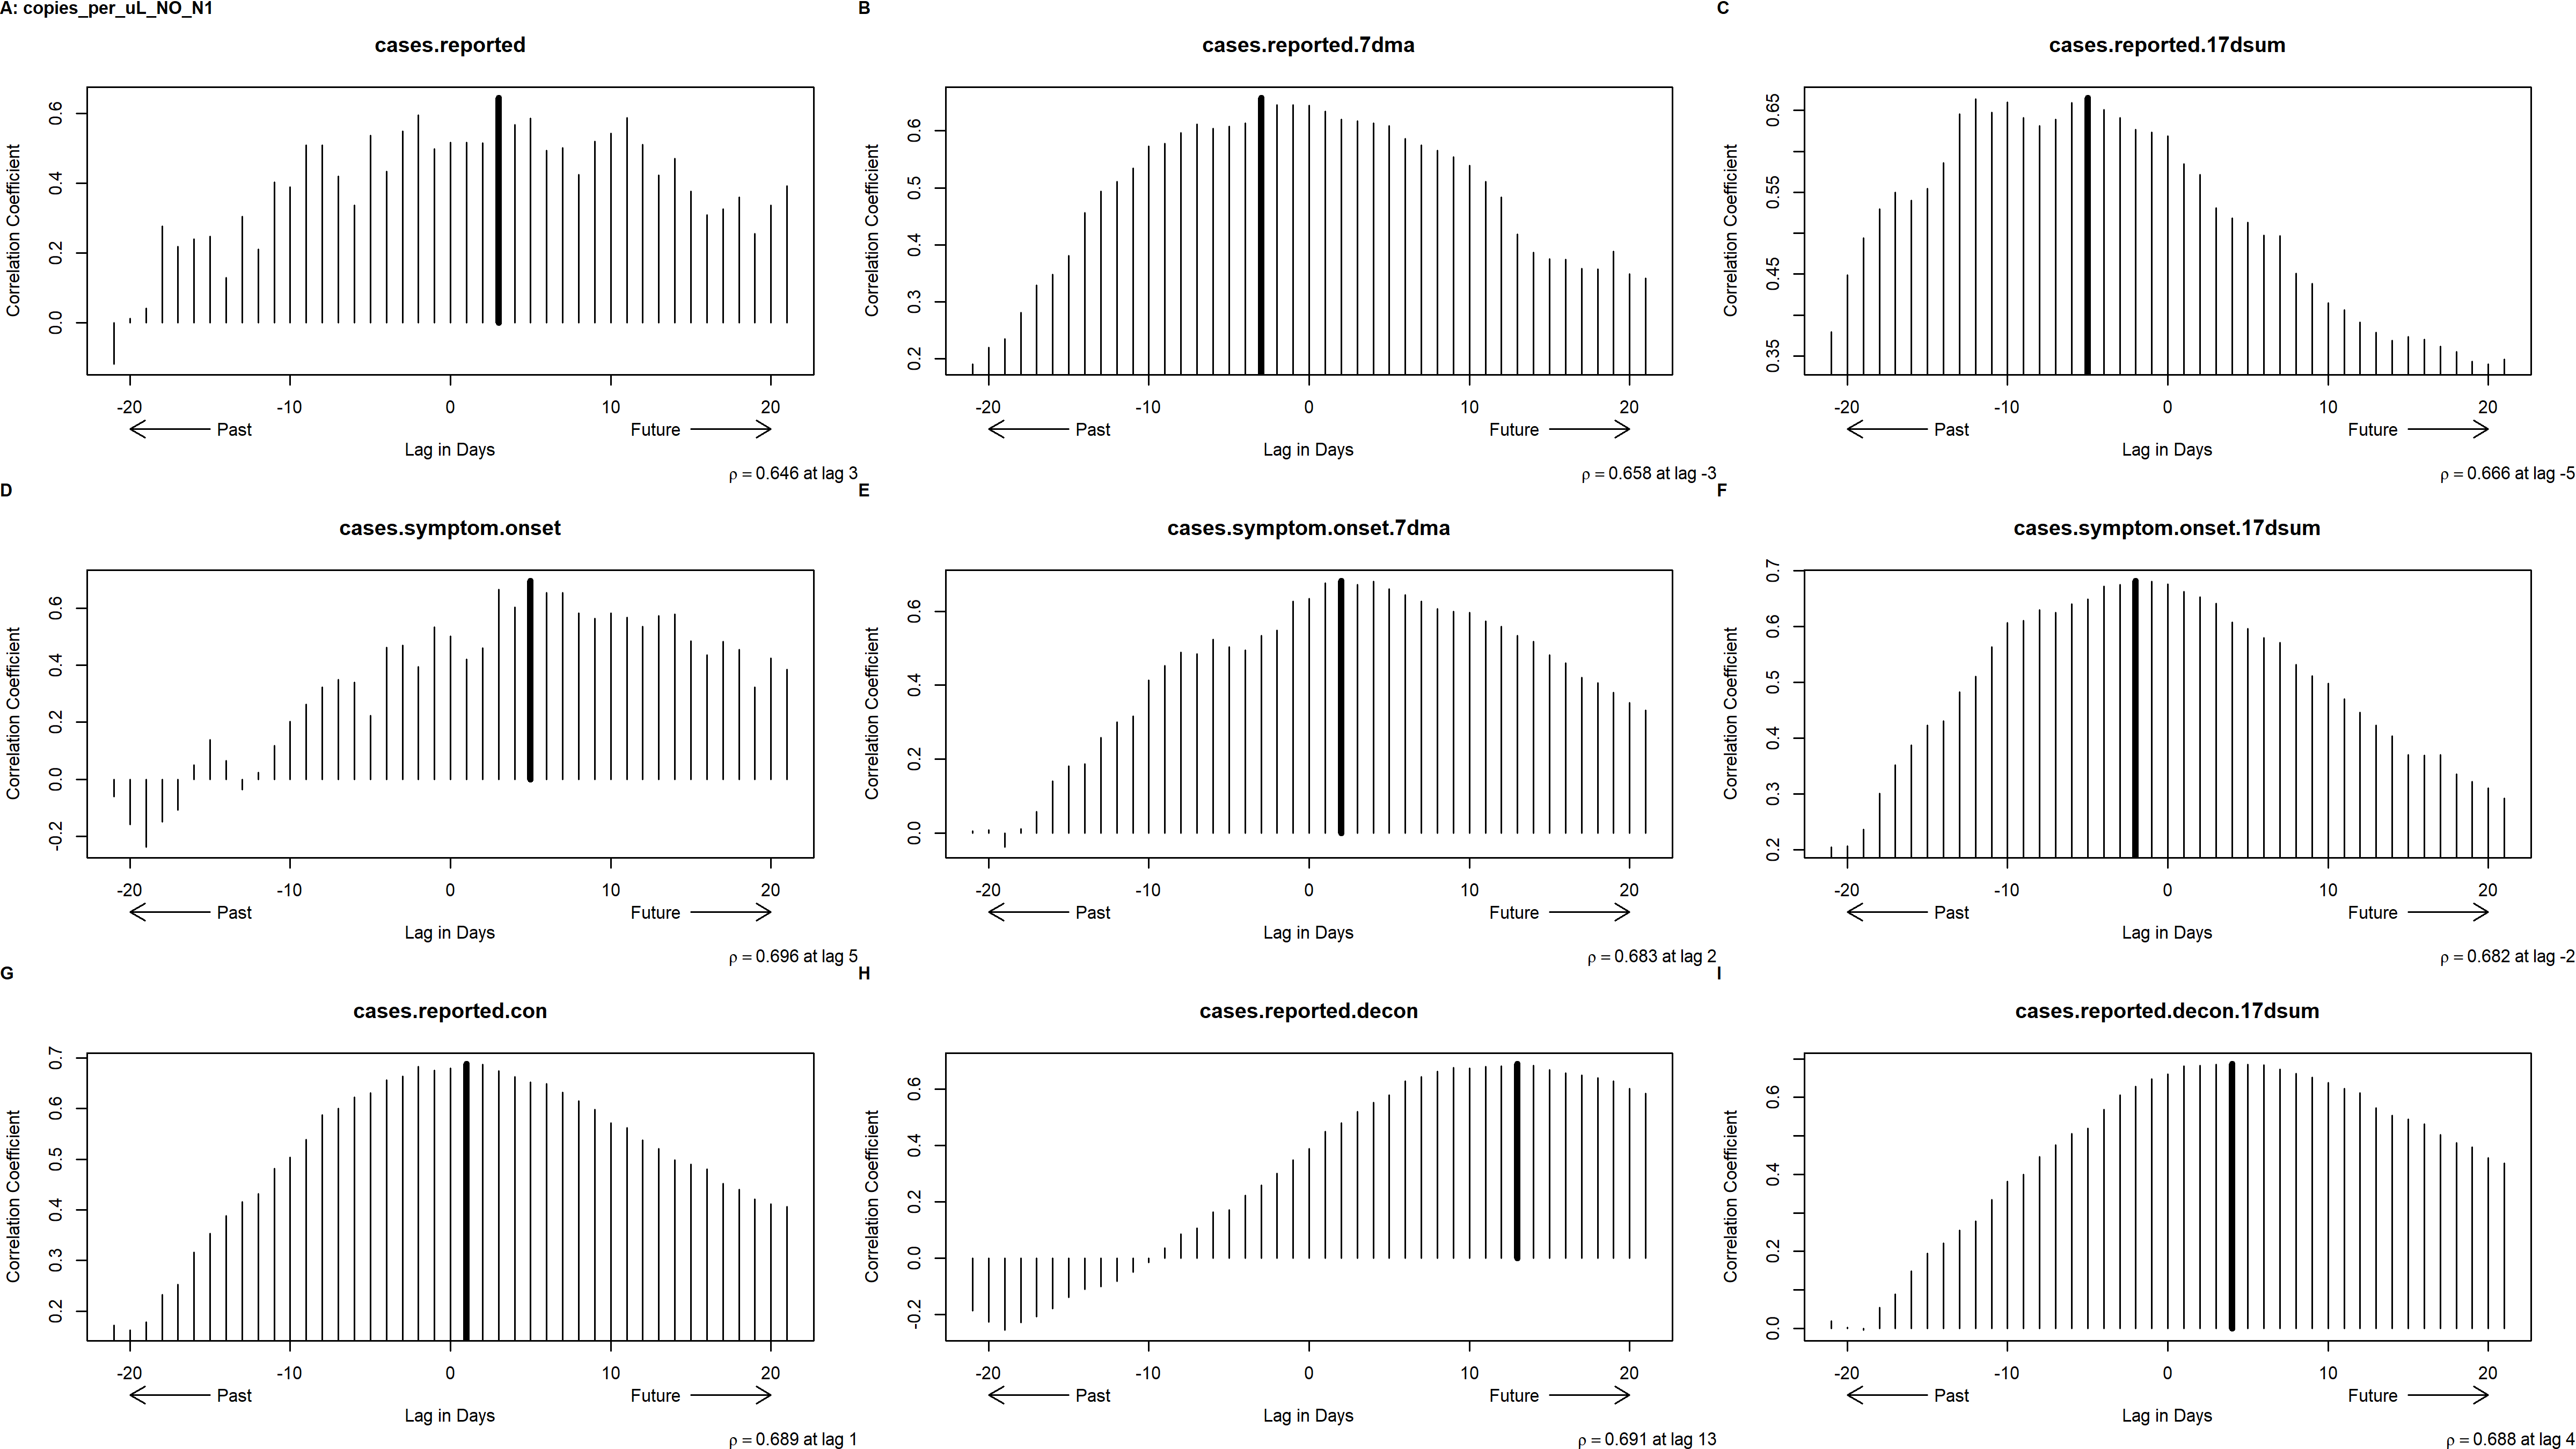 A: copies_per_uL_NO_N1
cases.reported
Correlation Coefficient
0.0 0.2 0.4 0.6
-20 -10 0 10 20
Past Future
Lag in Days
ρ = 0.646 at lag 3
B
cases.reported.7dma
Correlation Coefficient
0.2 0.3 0.4 0.5 0.6
-20 -10 0 10 20
Past Future
Lag in Days
ρ = 0.658 at lag -3
C
cases.reported.17dsum
Correlation Coefficient
0.35 0.45 0.55 0.65
-20 -10 0 10 20
Past Future
Lag in Days
ρ = 0.666 at lag -5
D
cases.symptom.onset
Correlation Coefficient
-0.2 0.0 0.2 0.4 0.6
-20 -10 0 10 20
Past Future
Lag in Days
ρ = 0.696 at lag 5
E
cases.symptom.onset.7dma
Correlation Coefficient
0.0 0.2 0.4 0.6
-20 -10 0 10 20
Past Future
Lag in Days
ρ = 0.683 at lag 2
F
cases.symptom.onset.17dsum
Correlation Coefficient
0.2 0.3 0.4 0.5 0.6 0.7
-20 -10 0 10 20
Past Future
Lag in Days
ρ = 0.682 at lag -2
G
cases.reported.con
Correlation Coefficient
0.2 0.3 0.4 0.5 0.6 0.7
-20 -10 0 10 20
Past Future
Lag in Days
ρ = 0.689 at lag 1
H
cases.reported.decon
Correlation Coefficient
-0.2 0.0 0.2 0.4 0.6
-20 -10 0 10 20
Past Future
Lag in Days
ρ = 0.691 at lag 13
I
cases.reported.decon.17dsum
Correlation Coefficient
0.0 0.2 0.4 0.6
-20 -10 0 10 20
Past Future
Lag in Days
ρ = 0.688 at lag 4